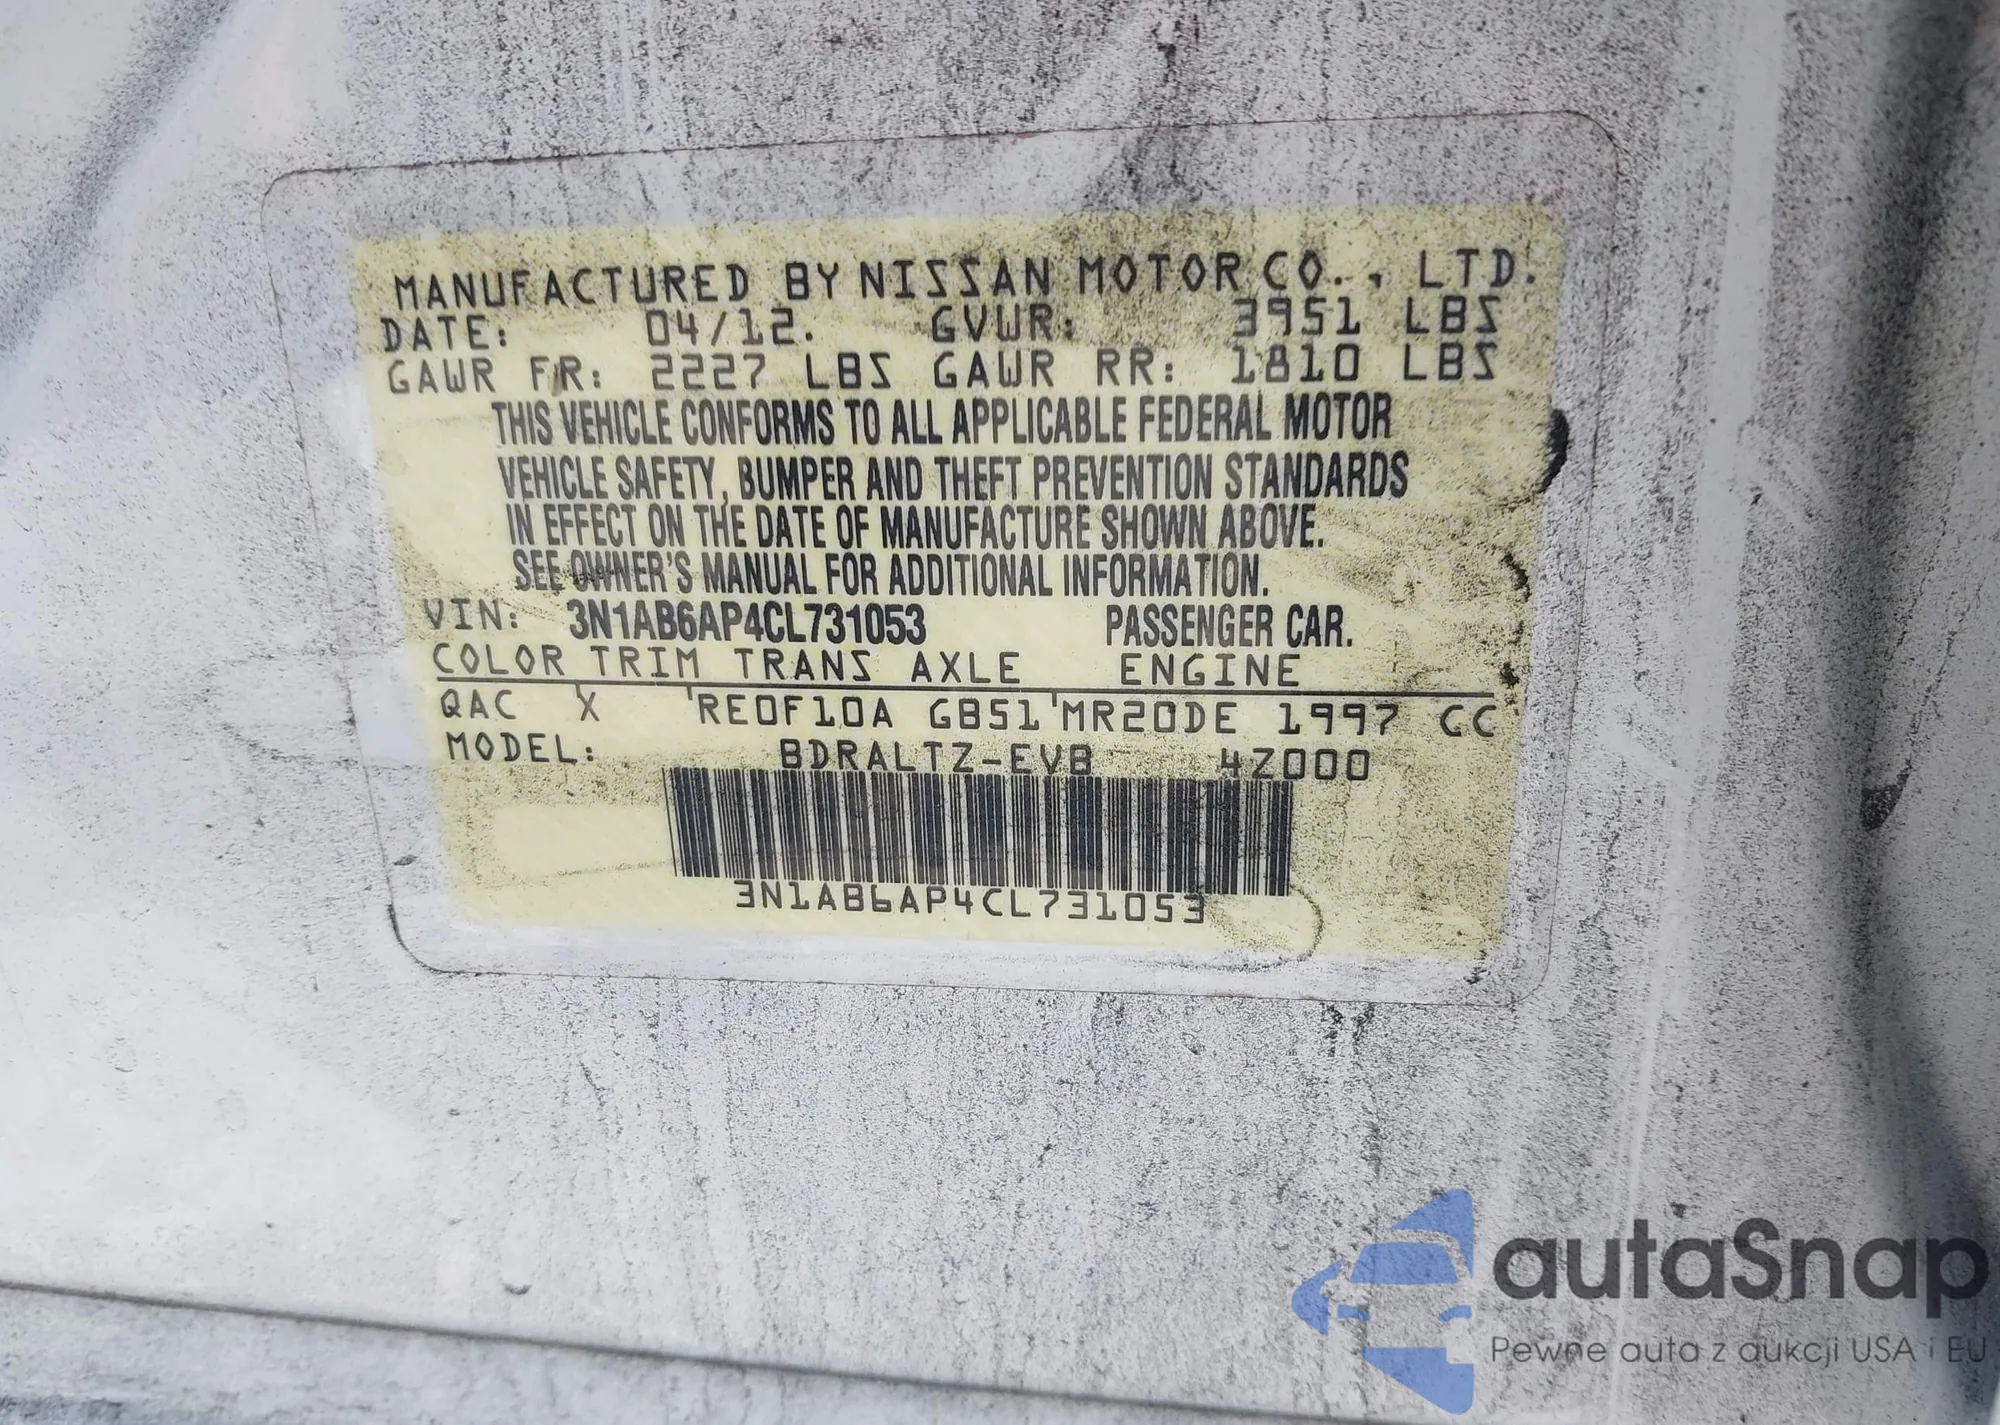 MANUFACTURED BY NISSAN MOTOR CO., LTD.
DATE: 04/12. GVWR: 3951 LBS
GAWR FR: 2227 LBS GAWR RR: 1810 LBS
THIS VEHICLE CONFORMS TO ALL APPLICABLE FEDERAL MOTOR
VEHICLE SAFETY, BUMPER AND THEFT PREVENTION STANDARDS
IN EFFECT ON THE DATE OF MANUFACTURE SHOWN ABOVE.
SEE OWNER'S MANUAL FOR ADDITIONAL INFORMATION.
VIN: 3N1AB6AP4CL731053 PASSENGER CAR.
COLOR TRIM TRANS AXLE ENGINE
QAC X RE0F10A GB51 MR20DE 1997 CC
MODEL: BDRALTZ-EVB 4Z000
3N1AB6AP4CL731053
autaSnap
Pewne auta z aukcji USA i EU